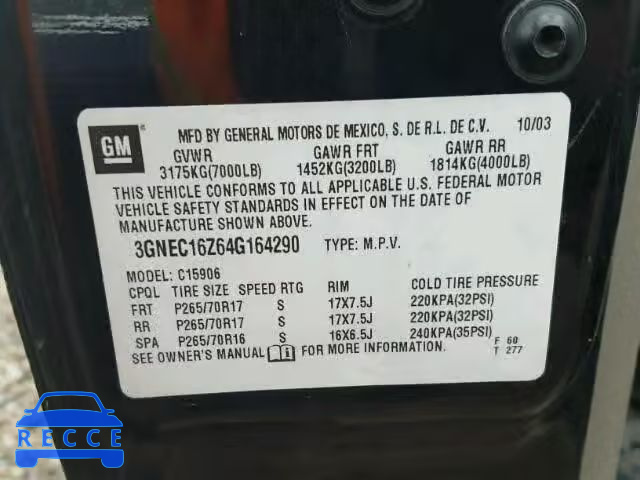 GM ® MFD BY GENERAL MOTORS DE MEXICO, S. DE R.L. DE C.V. 10/03
GVWR GAWR FRT GAWR RR
3175KG(7000LB) 1452KG(3200LB) 1814KG(4000LB)
THIS VEHICLE CONFORMS TO ALL APPLICABLE U.S. FEDERAL MOTOR
VEHICLE SAFETY STANDARDS IN EFFECT ON THE DATE OF
MANUFACTURE SHOWN ABOVE.
3GNEC16Z64G164290 TYPE: M.P.V.
MODEL: C15906
CPQL TIRE SIZE SPEED RTG RIM COLD TIRE PRESSURE
FRT P265/70R17 S 17X7.5J 220KPA(32PSI)
RR P265/70R17 S 17X7.5J 220KPA(32PSI)
SPA P265/70R16 S 16X6.5J 240KPA(35PSI)
SEE OWNER'S MANUAL FOR MORE INFORMATION. F 60
T 277
RECCE